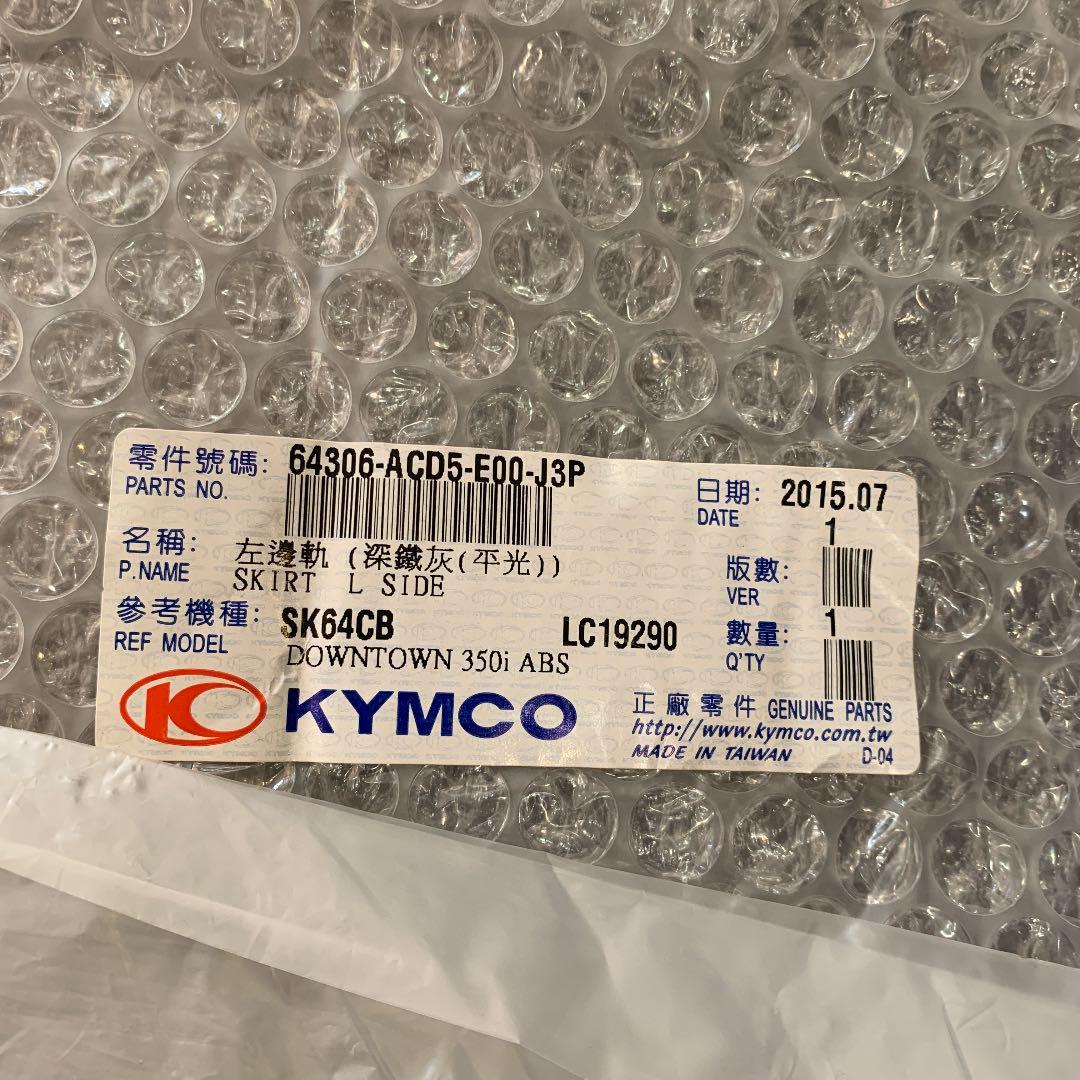 零件號碼: 64306-ACD5-E00-J3P
PARTS NO.
日期: 2015.07
DATE
名稱: 左邊軌 (深鐵灰(平光))
P.NAME SKIRT L SIDE
1
版數:
VER
參考機種: SK64CB LC19290
REF MODEL DOWNTOWN 350i ABS
數量: 1
Q'TY
KYMCO
正廠零件 GENUINE PARTS
http://www.kymco.com.tw
MADE IN TAIWAN D-04